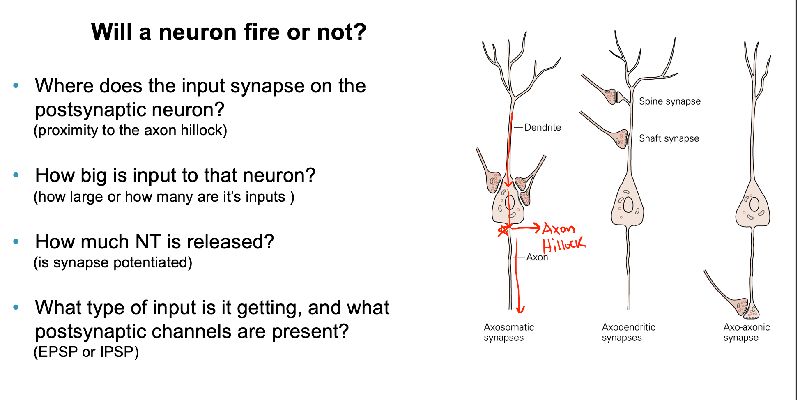 Will a neuron fire or not?
• Where does the input synapse on the
postsynaptic neuron?
(proximity to the axon hillock)
• How big is input to that neuron?
(how large or how many are it's inputs )
• How much NT is released?
(is synapse potentiated)
• What type of input is it getting, and what
postsynaptic channels are present?
(EPSP or IPSP)
Dendrite
Axon
Hillock
Axon
Axosomatic
synapses
Spine synapse
Shaft synapse
Axodendritic
synapses
Axo-axonic
synapse